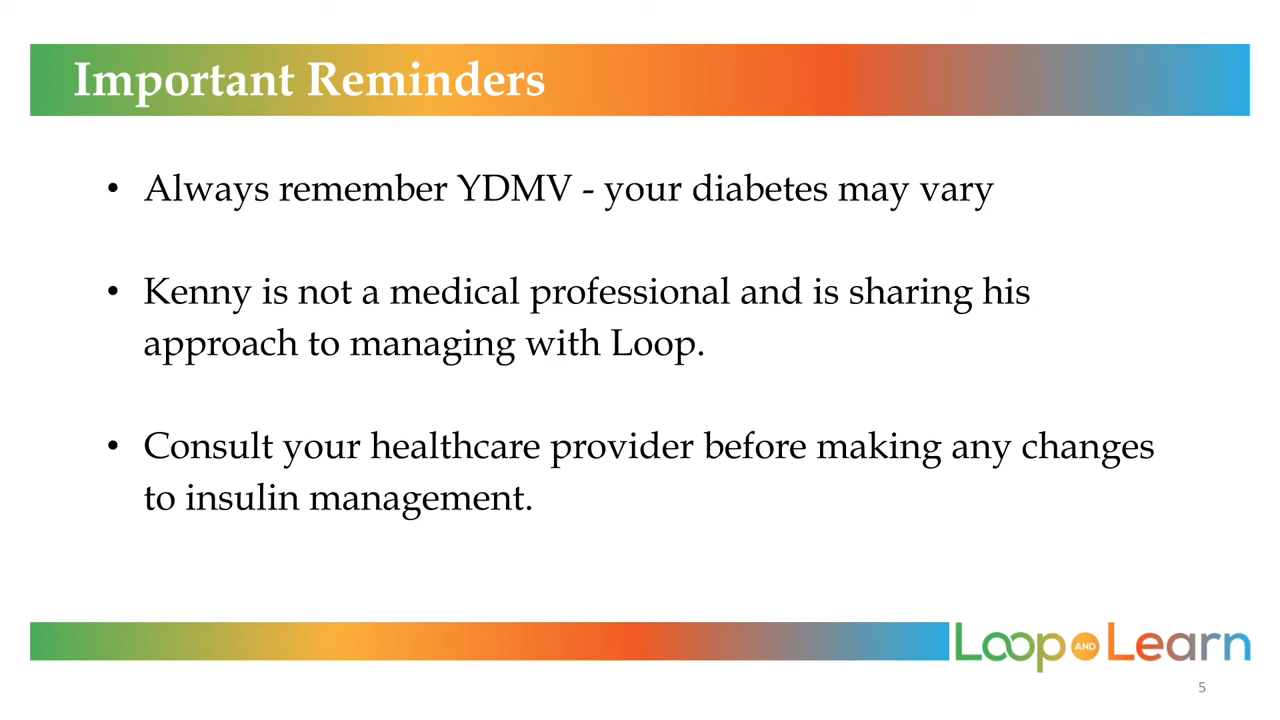 Important Reminders
• Always remember YDMV - your diabetes may vary
• Kenny is not a medical professional and is sharing his
approach to managing with Loop.
• Consult your healthcare provider before making any changes
to insulin management.
Loop AND Learn
5